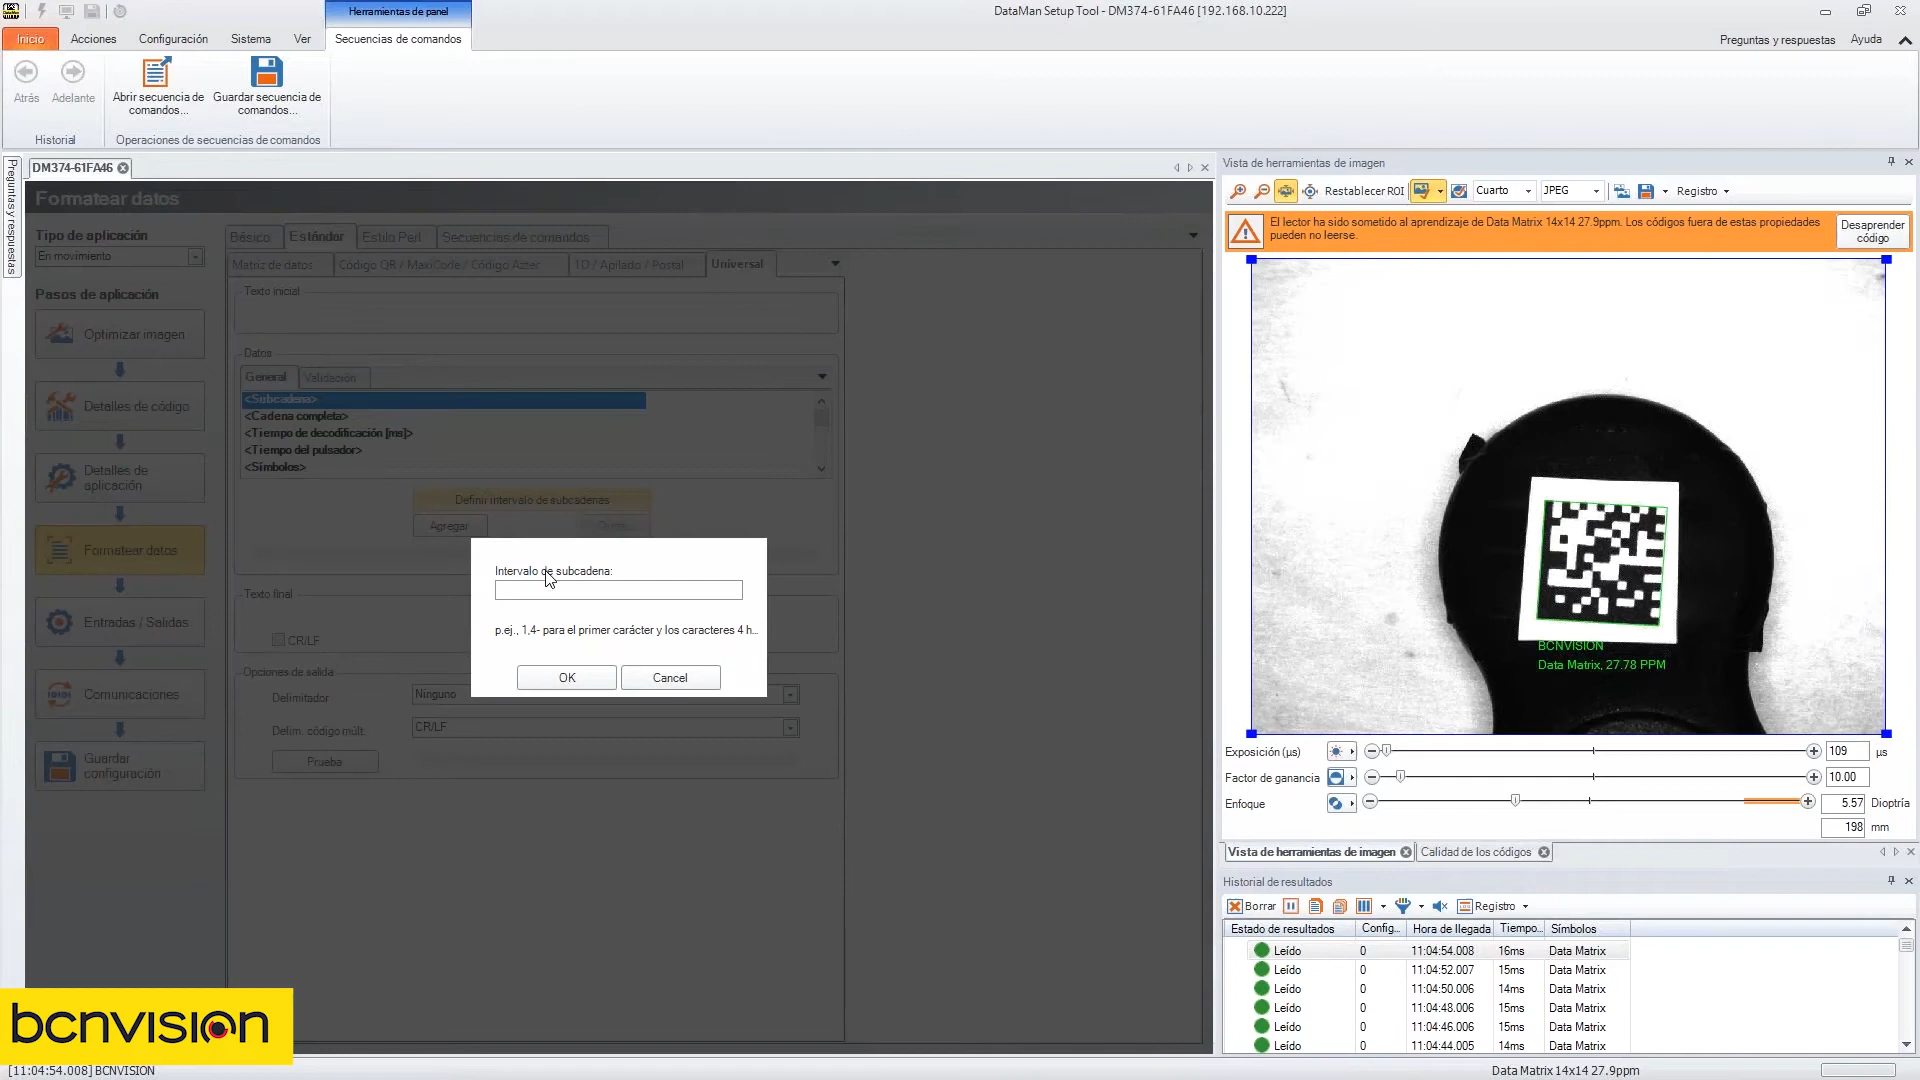 DataMan Setup Tool - DM374-61FA46 [192.168.10.222]
Herramientas de panel
Inicio
Acciones
Configuración
Sistema
Ver
Secuencias de comandos
Preguntas y respuestas
Ayuda
Atrás
Adelante
Abrir secuencia de comandos...
Guardar secuencia de comandos...
Historial
Operaciones de secuencias de comandos
Preguntas y respuestas
DM374-61FA46
Formatear datos
Tipo de aplicación
En movimiento
Pasos de aplicación
Optimizar imagen
Detalles de código
Detalles de aplicación
Formatear datos
Entradas / Salidas
Comunicaciones
Guardar configuración
Básico
Estándar
Estilo Perl
Secuencias de comandos
Matriz de datos
Código QR / MaxiCode / Código Aztec
1D / Apilado / Postal
Universal
Texto inicial
Datos
General
Validación
<Subcadena>
<Cadena completa>
<Tiempo de decodificación [ms]>
<Tiempo del pulsador>
<Símbolos>
Definir intervalo de subcadenas
Agregar
Intervalo de subcadena:
p.ej., 1,4- para el primer carácter y los caracteres 4 h...
OK
Cancel
Texto final
CR/LF
Opciones de salida
Delimitador
Ninguno
Delim. código múlt.
CR/LF
Prueba
Vista de herramientas de imagen
Restablecer ROI
Cuarto
JPEG
Registro
El lector ha sido sometido al aprendizaje de Data Matrix 14x14 27.9ppm. Los códigos fuera de estas propiedades
pueden no leerse.
Desaprender
código
BCNVISION
Data Matrix, 27.78 PPM
Exposición (µs)
109
µs
Factor de ganancia
10.00
Enfoque
5.57
Dioptría
198
mm
Vista de herramientas de imagen
Calidad de los códigos
Historial de resultados
Borrar
Registro
Estado de resultados
Config...
Hora de llegada
Tiempo...
Símbolos
Leído 0 11:04:54.008 16ms Data Matrix
Leído 0 11:04:52.007 15ms Data Matrix
Leído 0 11:04:50.006 14ms Data Matrix
Leído 0 11:04:48.006 15ms Data Matrix
Leído 0 11:04:46.006 15ms Data Matrix
Leído 0 11:04:44.005 14ms Data Matrix
bcnvision
[11:04:54.008] BCNVISION
Data Matrix 14x14 27.9ppm